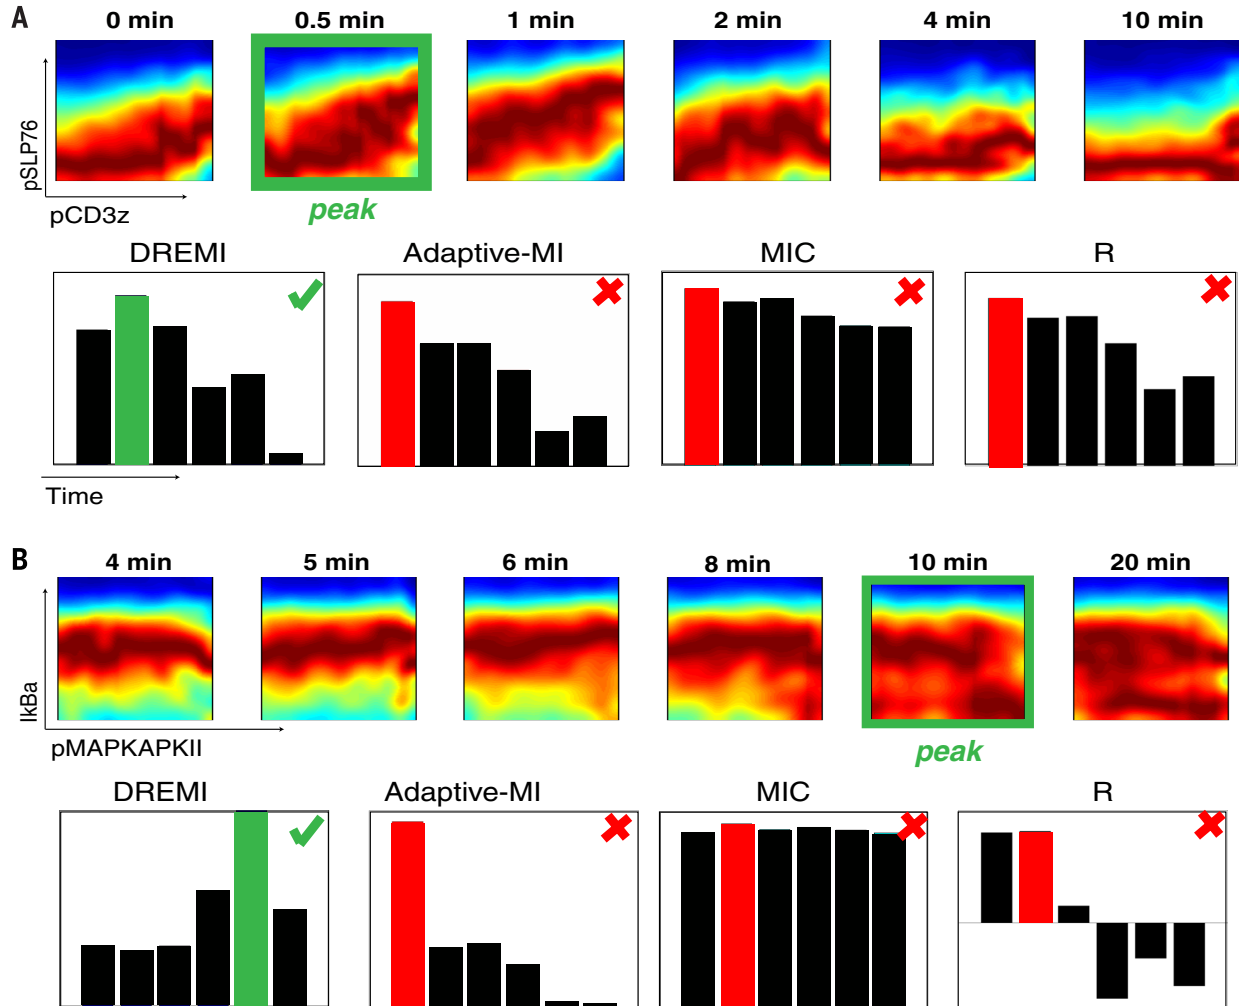 A
0 min 0.5 min 1 min 2 min 4 min 10 min
pSLP76
pCD3z
peak
DREMI Adaptive-MI MIC R
Time
B
4 min 5 min 6 min 8 min 10 min 20 min
IkBa
pMAPKAPKII
peak
DREMI Adaptive-MI MIC R